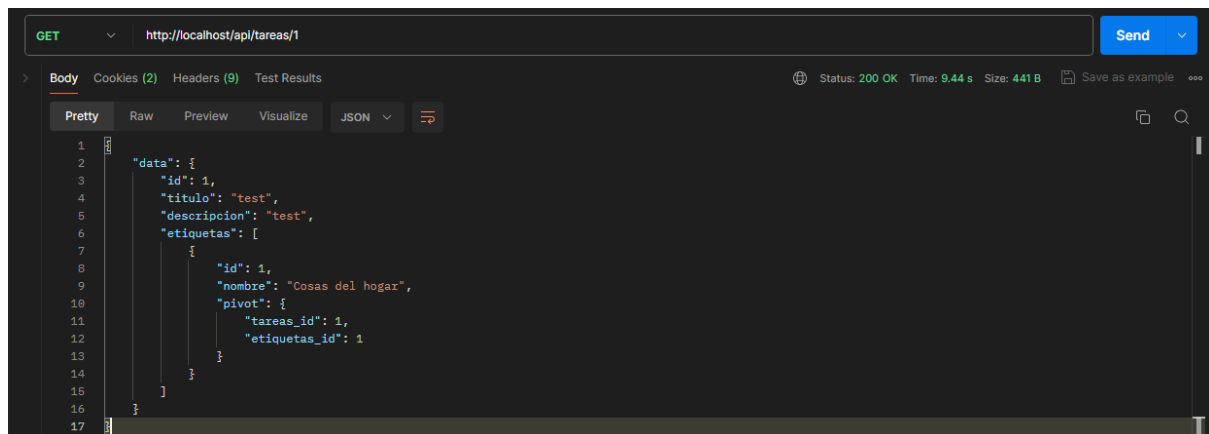 GET http://localhost/api/tareas/1 Send
Body Cookies (2) Headers (9) Test Results Status: 200 OK Time: 9.44 s Size: 441 B Save as example
Pretty Raw Preview Visualize JSON
1 {
2 "data": {
3 "id": 1,
4 "titulo": "test",
5 "descripcion": "test",
6 "etiquetas": [
7 {
8 "id": 1,
9 "nombre": "Cosas del hogar",
10 "pivot": {
11 "tareas_id": 1,
12 "etiquetas_id": 1
13 }
14 }
15 ]
16 }
17 }